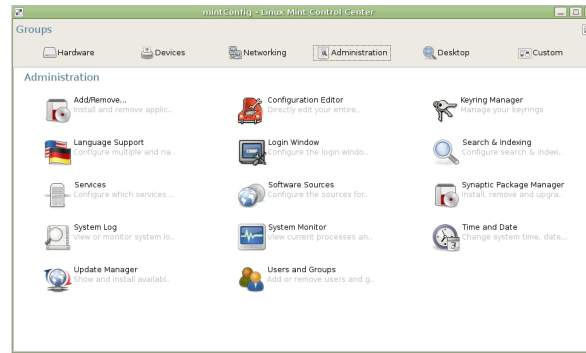 mintConfig - Linux Mint Control Center
Groups
Hardware Devices Networking Administration Desktop Custom
Administration
Add/Remove...
Install and remove applic..
Configuration Editor
Directly edit your entire..
Keyring Manager
Manage your keyrings
Language Support
Configure multiple and na..
Login Window
Configure the login windo..
Search & Indexing
Configure search & indexi..
Services
Configure which services ..
Software Sources
Configure the sources for..
Synaptic Package Manager
Install, remove and upgra..
System Log
View or monitor system lo..
System Monitor
View current processes an..
Time and Date
Change system time, date...
Update Manager
Show and install availabl..
Users and Groups
Add or remove users and g..